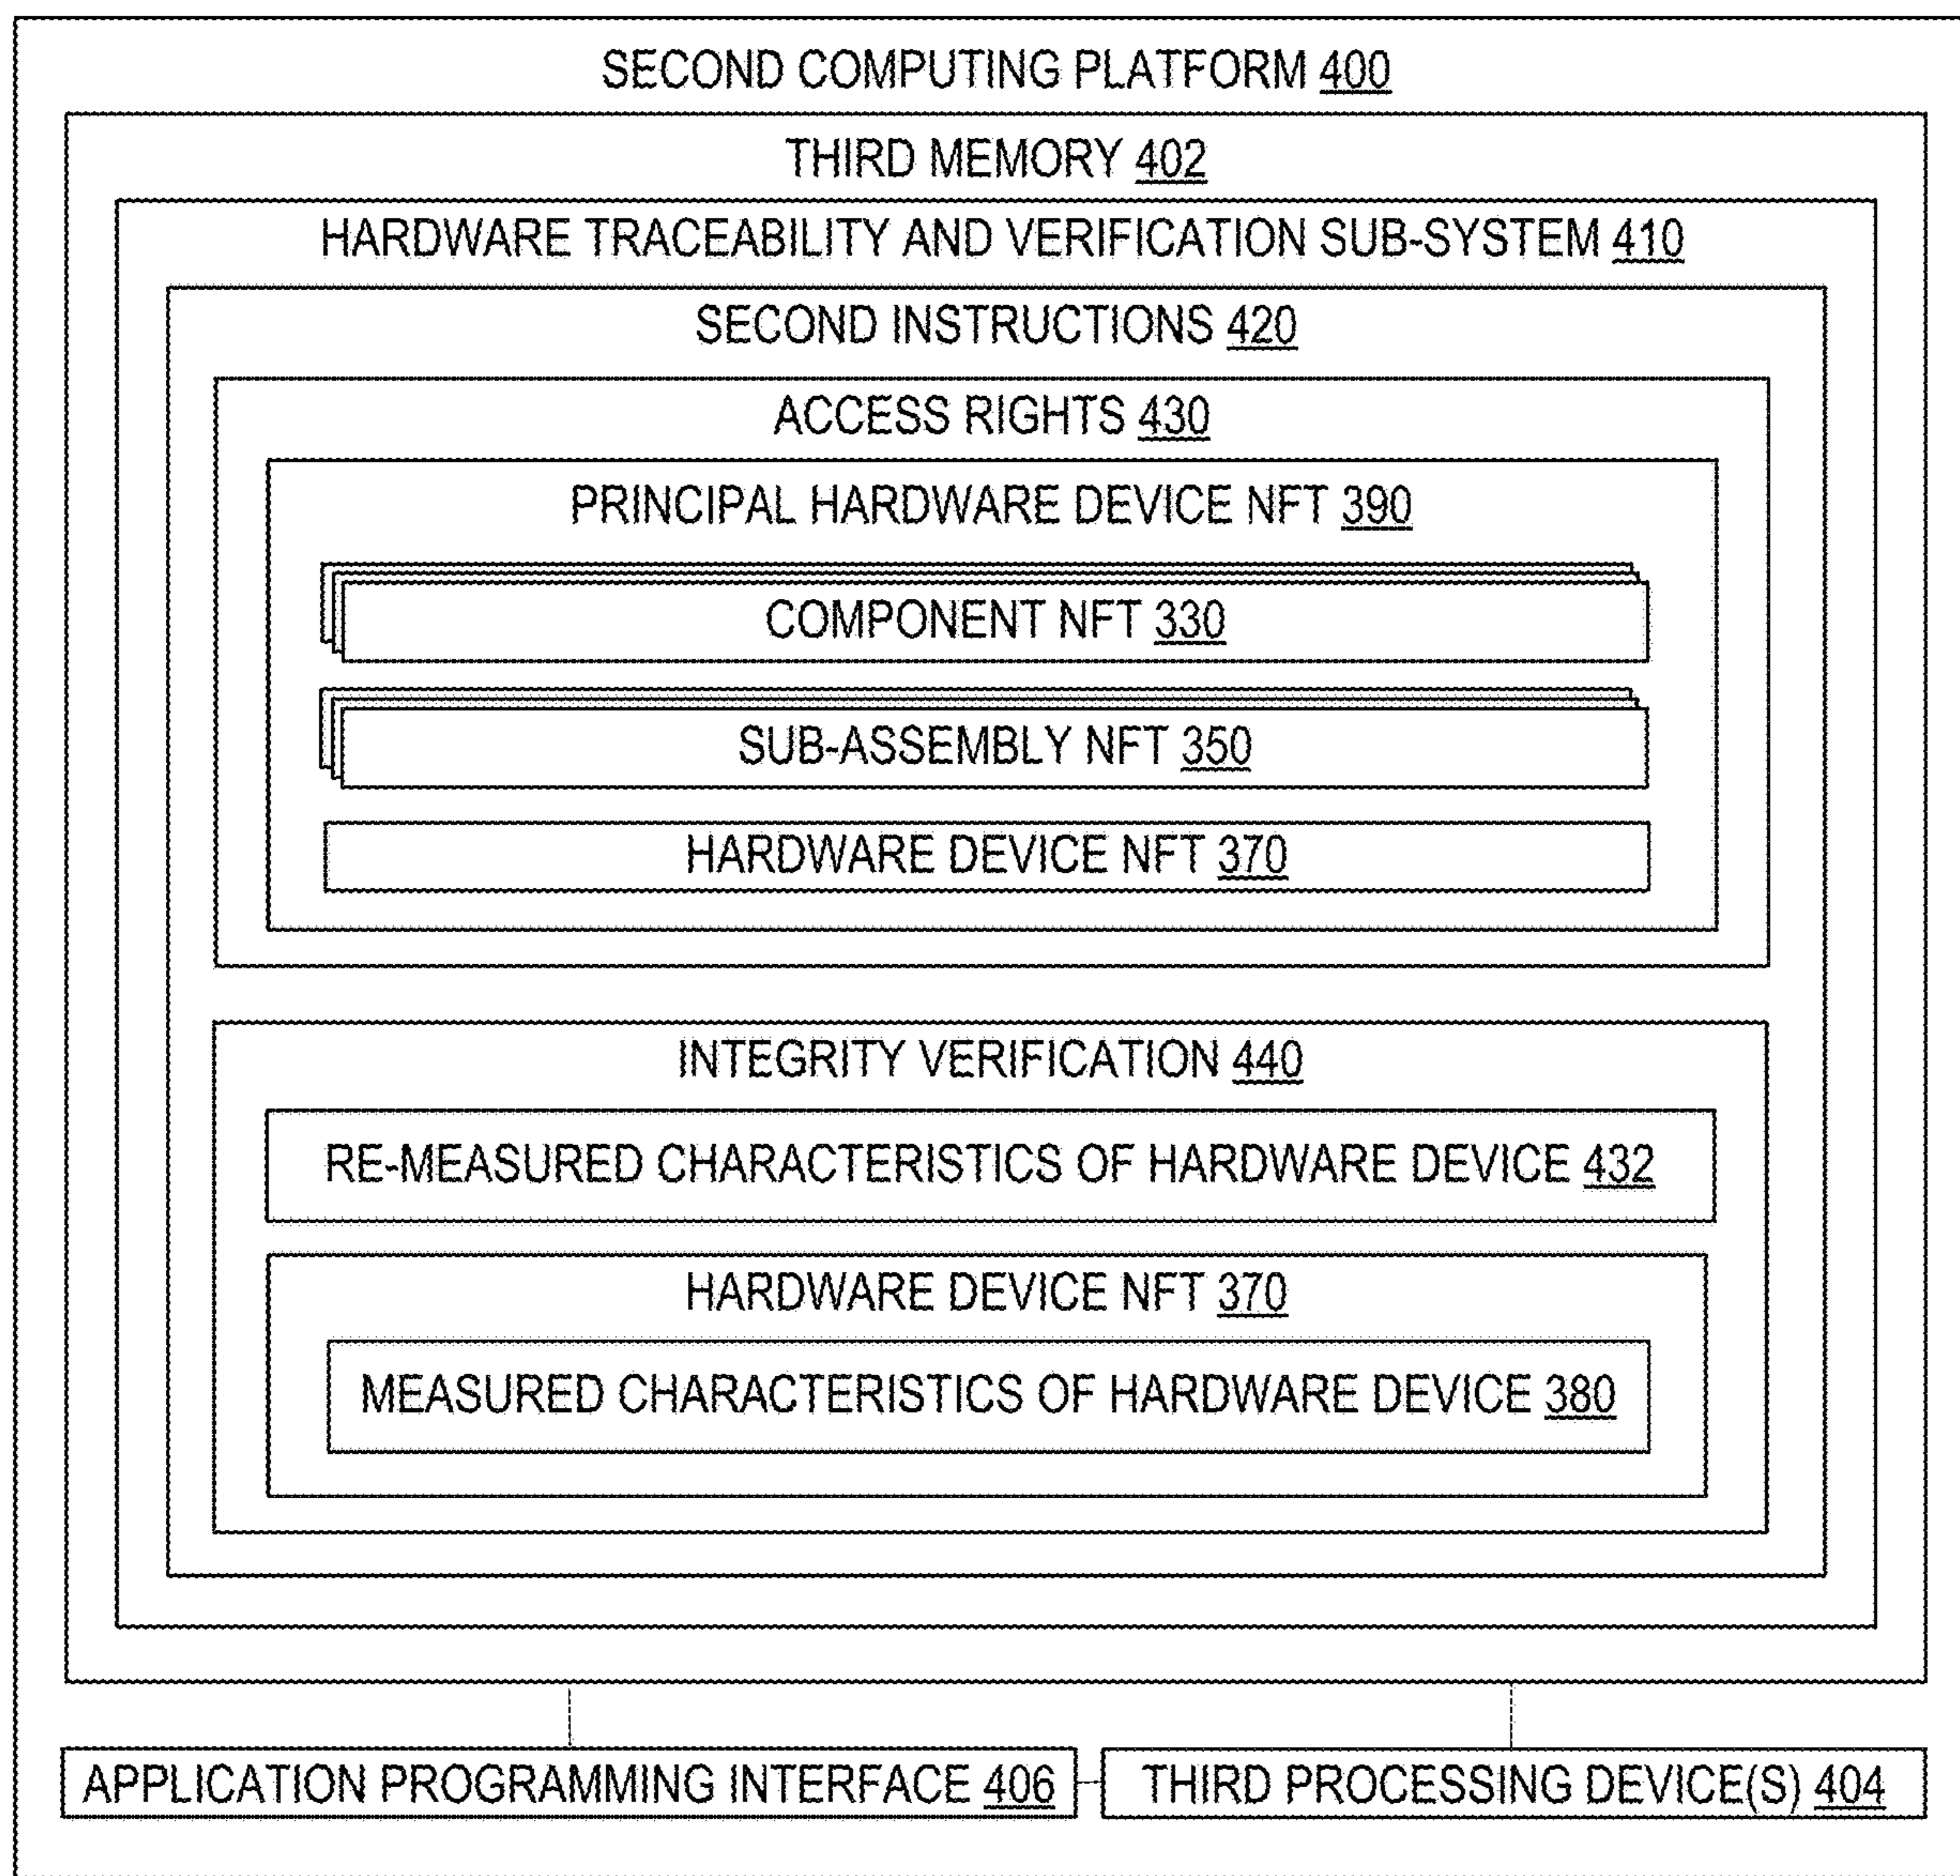 SECOND COMPUTING PLATFORM 400
THIRD MEMORY 402
HARDWARE TRACEABILITY AND VERIFICATION SUB-SYSTEM 410
SECOND INSTRUCTIONS 420
ACCESS RIGHTS 430
PRINCIPAL HARDWARE DEVICE NFT 390
COMPONENT NFT 330
SUB-ASSEMBLY NFT 350
HARDWARE DEVICE NFT 370
INTEGRITY VERIFICATION 440
RE-MEASURED CHARACTERISTICS OF HARDWARE DEVICE 432
HARDWARE DEVICE NFT 370
MEASURED CHARACTERISTICS OF HARDWARE DEVICE 380
APPLICATION PROGRAMMING INTERFACE 406
THIRD PROCESSING DEVICE(S) 404